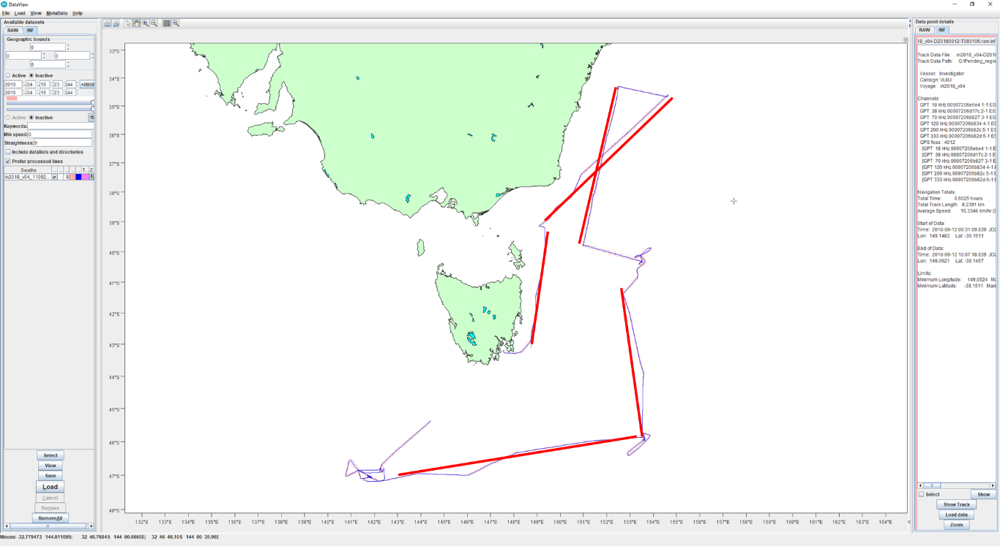 DataView
File Load View MetaData Help
Available datasets
RAW INF
Geographic bounds
0
0 0
0
Active Inactive
2019 -04 -15 23 :44 +00:00
2019 -04 -15 23 :44
Active Inactive
Keywords:
Min speed:0
Straightness:0
Include datalists and directories
Prefer processed lines
Swaths ... ... ... ... ... T... Z
in2018_v04_11092... 8
Select
View
Save
Load
Cancel
Remove
RemoveAll
33°S
34°S
35°S
36°S
37°S
38°S
39°S
40°S
41°S
42°S
43°S
44°S
45°S
46°S
47°S
48°S
132°E 133°E 134°E 135°E 136°E 137°E 138°E 139°E 140°E 141°E 142°E 143°E 144°E 145°E 146°E 147°E 148°E 149°E 150°E 151°E 152°E 153°E 154°E 155°E 156°E 157°E 158°E 159°E 160°E 161°E 162°E 163°E 164°E
Data point details
RAW INF
18_v04-D20180912-T093106.raw.inf
Track Data File: in2018_v04-D2018
Track Data Path: Q:\Pending_regis
Vessel: Investigator
Callsign: VLMJ
Voyage: in2018_v04
Channels:
GPT 18 kHz 00907206ebe4 1-1 ES
GPT 38 kHz 00907206d17c 2-1 ES
GPT 70 kHz 00907206b827 3-1 ES
GPT 120 kHz 00907206b834 4-1 ES
GPT 200 kHz 00907206b82c 5-1 ES
GPT 333 kHz 00907206b82d 6-1 ES
GPS fixes : 4012
[GPT 18 kHz 00907206ebe4 1-1 E
[GPT 38 kHz 00907206d17c 2-1 E
[GPT 70 kHz 00907206b827 3-1 E
[GPT 120 kHz 00907206b834 4-1 E
[GPT 200 kHz 00907206b82c 5-1 E
[GPT 333 kHz 00907206b82d 6-1 E
Navigation Totals:
Total Time: 0.6025 hours
Total Track Length: 9.2391 km
Average Speed: 15.3346 km/hr (8
Start of Data:
Time: 2018-09-12 09:31:09.839 JD2
Lon: 149.1483 Lat: -39.1511
End of Data:
Time: 2018-09-12 10:07:18.839 JD2
Lon: 149.0621 Lat: -39.1457
Limits:
Minimum Longitude: 149.0524 Ma
Minimum Latitude: -39.1511 Maxi
Select Show
Show Track
Load data
Zoom
Mouse: -32.779473 144.011099; 32 46.7684S 144 00.6660E; 32 46 46.10S 144 00 39.96E